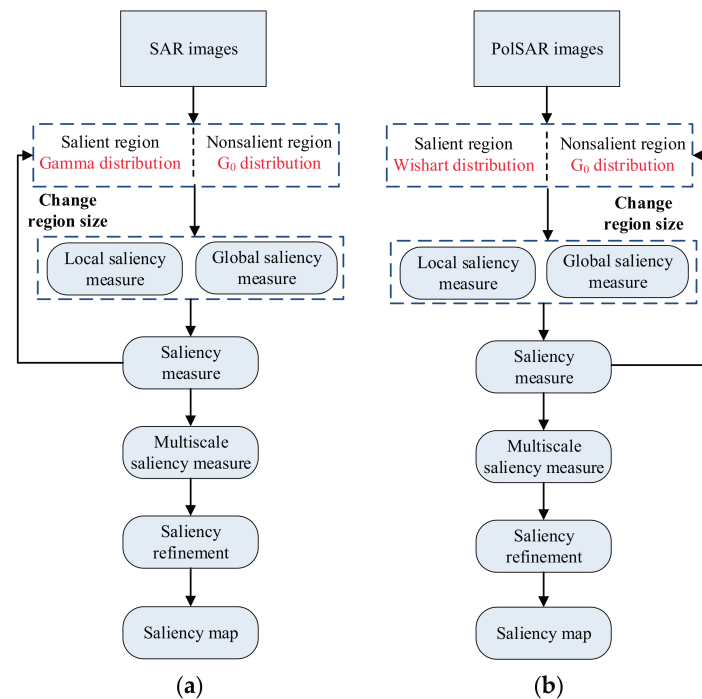 SAR images
Salient region
Gamma distribution
Nonsalient region
G₀ distribution
Change
region size
Local saliency
measure
Global saliency
measure
Saliency
measure
Multiscale
saliency measure
Saliency
refinement
Saliency map
(a)
PolSAR images
Salient region
Wishart distribution
Nonsalient region
G₀ distribution
Change
region size
Local saliency
measure
Global saliency
measure
Saliency
measure
Multiscale
saliency measure
Saliency
refinement
Saliency map
(b)